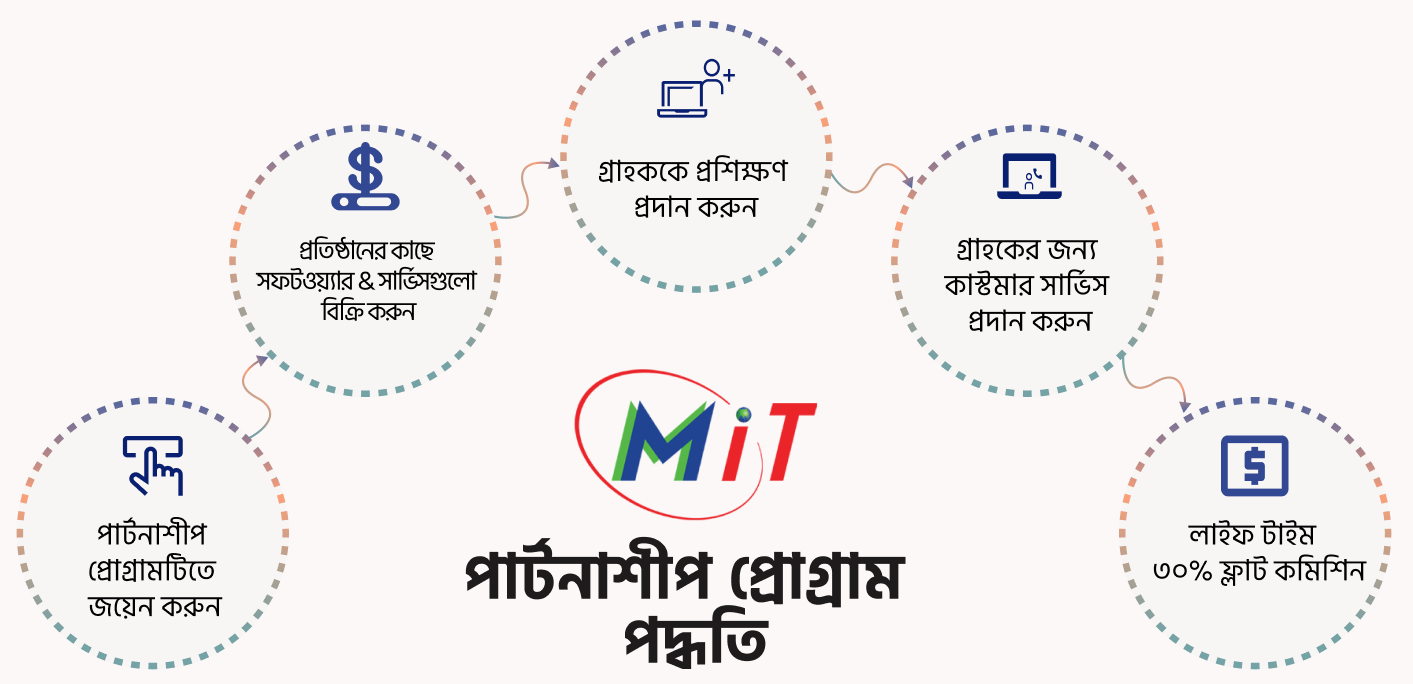 পার্টনাশীপ
প্রোগ্রামটিতে
জয়েন করুন
প্রতিষ্ঠানের কাছে
সফটওয়্যার & সার্ভিসগুলো
বিক্রি করুন
গ্রাহককে প্রশিক্ষণ
প্রদান করুন
গ্রাহকের জন্য
কাস্টমার সার্ভিস
প্রদান করুন
লাইফ টাইম
৩০% ফ্লাট কমিশিন
MiT
পার্টনাশীপ প্রোগ্রাম
পদ্ধতি